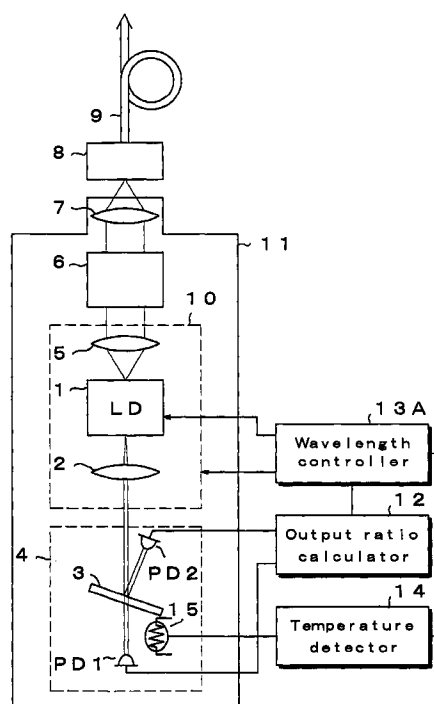 9
8
7
11
6
10
5
1
LD
13A
Wavelength
controller
2
12
Output ratio
calculator
4
3
PD2
15
14
Temperature
detector
PD1